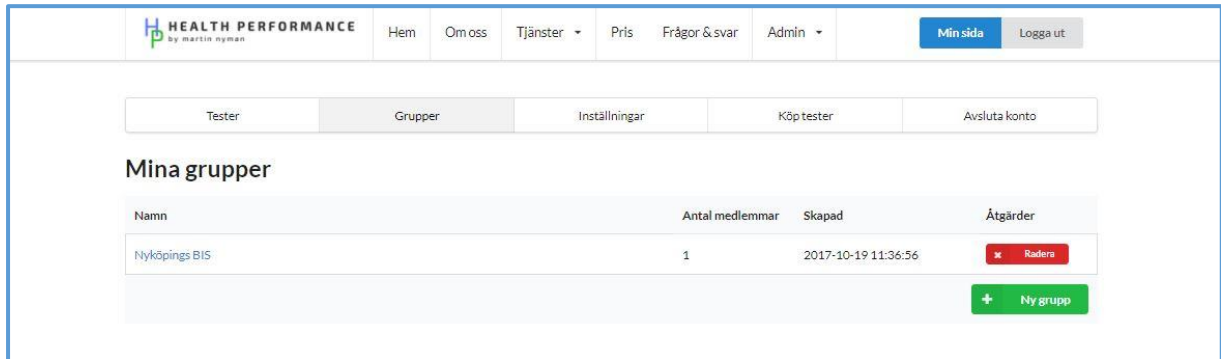 HEALTH PERFORMANCE
by martin nyman
Hem Om oss Tjänster Pris Frågor & svar Admin Min sida Logga ut
Tester Grupper Inställningar Köp tester Avsluta konto
Mina grupper
Namn Antal medlemmar Skapad Åtgärder
Nyköpings BIS 1 2017-10-19 11:36:56 Radera
Ny grupp